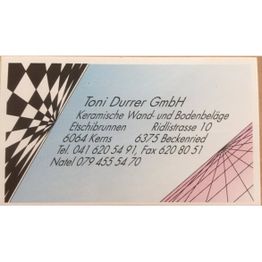 Toni Durrer GmbH
Keramische Wand- und Bodenbeläge
Etschibrunnen Ridlistrasse 10
6064 Kerns 6375 Beckenried
Tel. 041 620 54 91, Fax 620 80 51
Natel 079 455 54 70